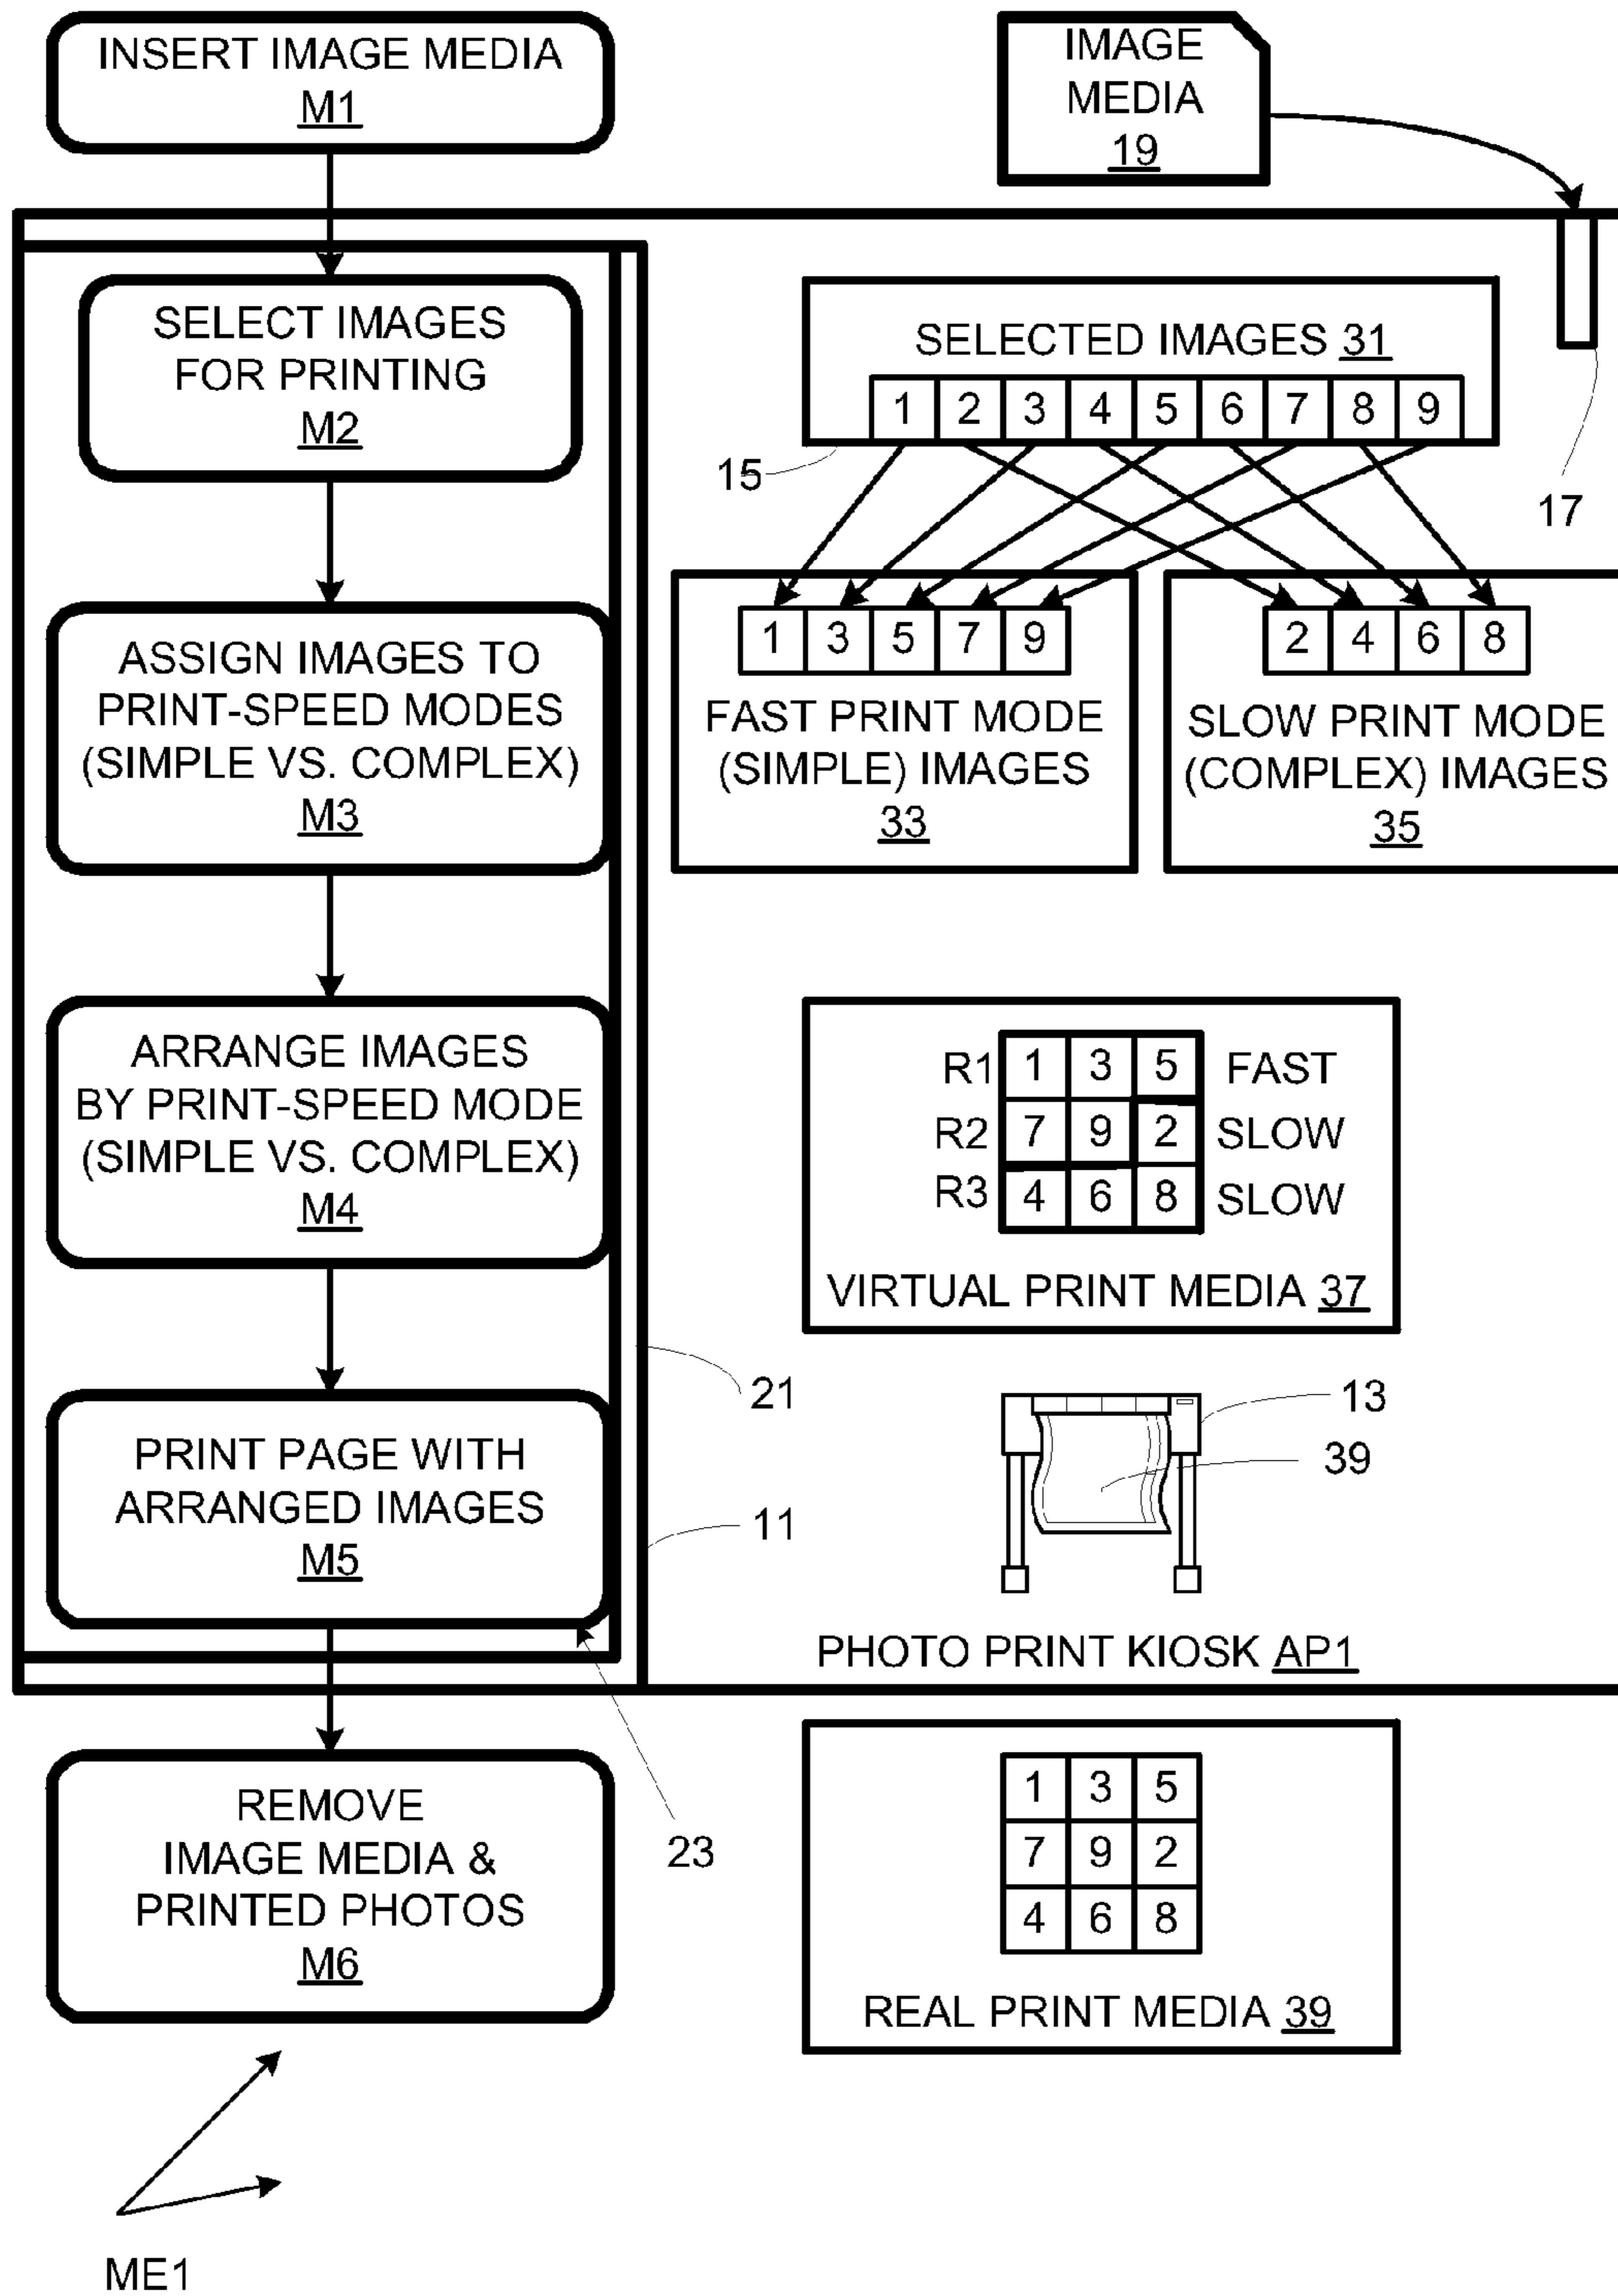 INSERT IMAGE MEDIA
M1
IMAGE
MEDIA
19
SELECT IMAGES
FOR PRINTING
M2
SELECTED IMAGES 31
1 2 3 4 5 6 7 8 9
15
17
ASSIGN IMAGES TO
PRINT-SPEED MODES
(SIMPLE VS. COMPLEX)
M3
1 3 5 7 9
FAST PRINT MODE
(SIMPLE) IMAGES
33
2 4 6 8
SLOW PRINT MODE
(COMPLEX) IMAGES
35
ARRANGE IMAGES
BY PRINT-SPEED MODE
(SIMPLE VS. COMPLEX)
M4
R1 1 3 5 FAST
R2 7 9 2 SLOW
R3 4 6 8 SLOW
VIRTUAL PRINT MEDIA 37
21
13
39
11
PRINT PAGE WITH
ARRANGED IMAGES
M5
PHOTO PRINT KIOSK AP1
23
REMOVE
IMAGE MEDIA &
PRINTED PHOTOS
M6
1 3 5
7 9 2
4 6 8
REAL PRINT MEDIA 39
ME1